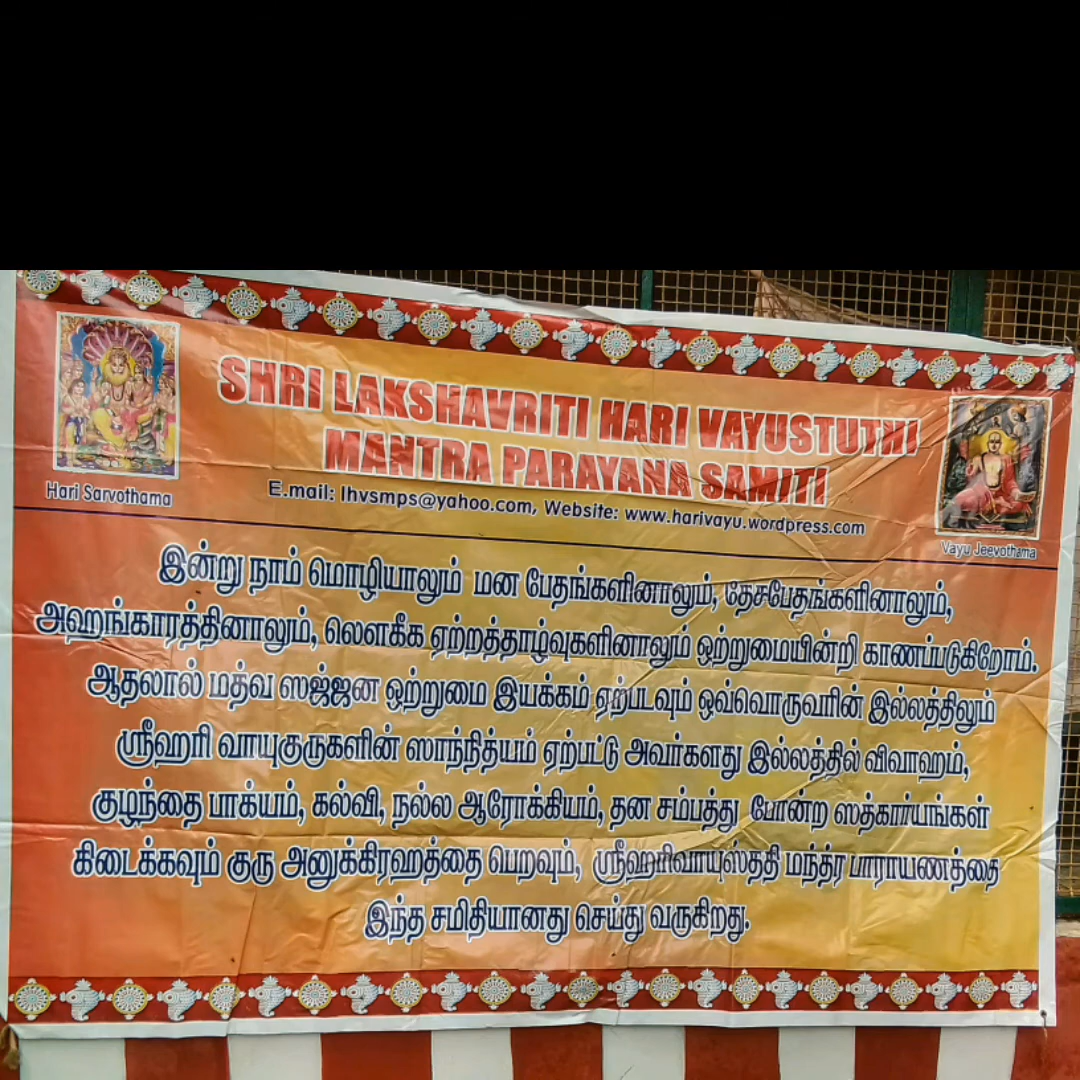 SHRI LAKSHAVRITI HARI VAYUSTUTHI
MANTRA PARAYANA SAMITI
E.mail: lhvsmps@yahoo.com, Website: www.harivayu.wordpress.com
Hari Sarvothama
Vayu Jeevothama
இன்று நாம் மொழியாலும் மன பேதங்களினாலும், தேசபேதங்களினாலும்,
அஹங்காரத்தினாலும், லௌகீக ஏற்றத்தாழ்வுகளினாலும் ஒற்றுமையின்றி காணப்படுகிறோம்.
ஆதலால் மத்வ ஸஜ்ஜன ஒற்றுமை இயக்கம் ஏற்படவும் ஒவ்வொருவரின் இல்லத்திலும்
ஸ்ரீஹரி வாயுகுருகளின் ஸாந்நித்யம் ஏற்பட்டு அவர்களது இல்லத்தில் விவாஹம்,
குழந்தை பாக்யம், கல்வி, நல்ல ஆரோக்கியம், தன சம்பத்து போன்ற ஸத்கார்யங்கள்
கிடைக்கவும் குரு அனுக்கிரஹத்தை பெறவும், ஸ்ரீஹரிவாயுஸ்ததி மந்த்ர பாராயணத்தை
இந்த சமிதியானது செய்து வருகிறது.